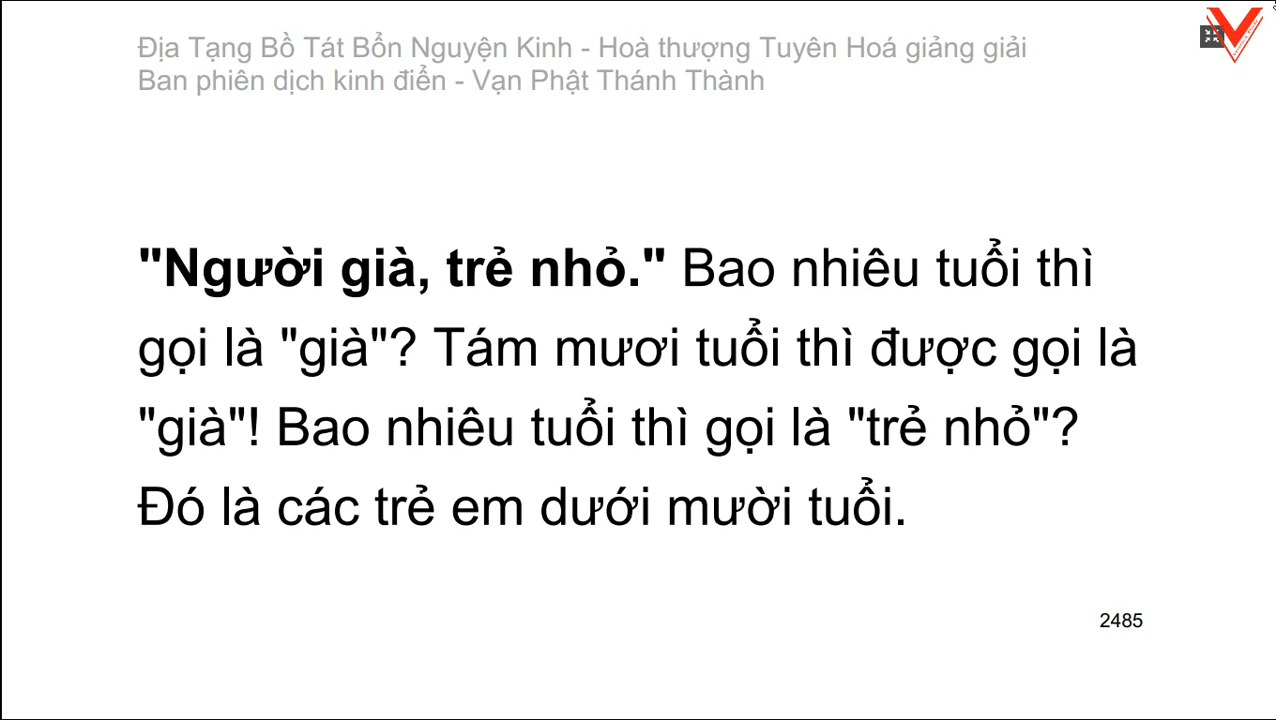 Địa Tạng Bồ Tát Bổn Nguyện Kinh - Hoà thượng Tuyên Hoá giảng giải
Ban phiên dịch kinh điển - Vạn Phật Thánh Thành
"Người già, trẻ nhỏ." Bao nhiêu tuổi thì
gọi là "già"? Tám mươi tuổi thì được gọi là
"già"! Bao nhiêu tuổi thì gọi là "trẻ nhỏ"?
Đó là các trẻ em dưới mười tuổi.
2485